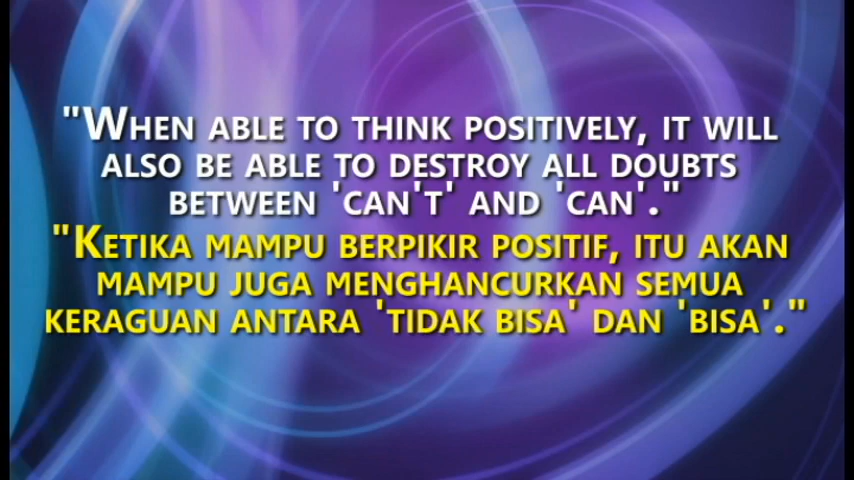 "When able to think positively, it will
also be able to destroy all doubts
between 'can't' and 'can'."
"Ketika mampu berpikir positif, itu akan
mampu juga menghancurkan semua
keraguan antara 'tidak bisa' dan 'bisa'."